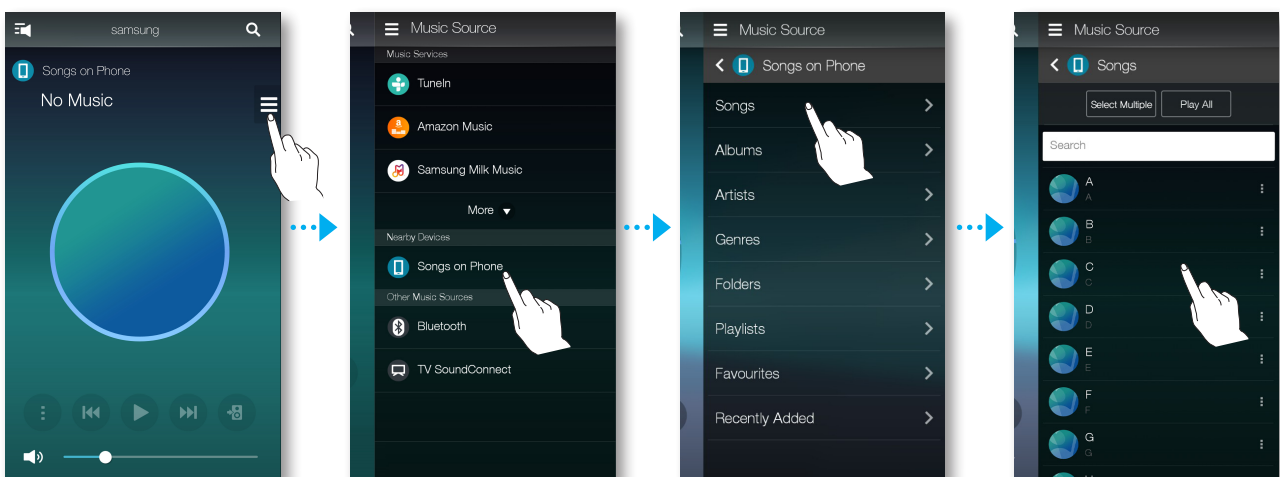 samsung
Songs on Phone
No Music
Music Source
Music Services
TuneIn
Amazon Music
Samsung Milk Music
More
Nearby Devices
Songs on Phone
Other Music Sources
Bluetooth
TV SoundConnect
Music Source
Songs on Phone
Songs
Albums
Artists
Genres
Folders
Playlists
Favourites
Recently Added
Music Source
Songs
Select Multiple Play All
Search
A
A
B
B
C
C
D
D
E
E
F
F
G
G